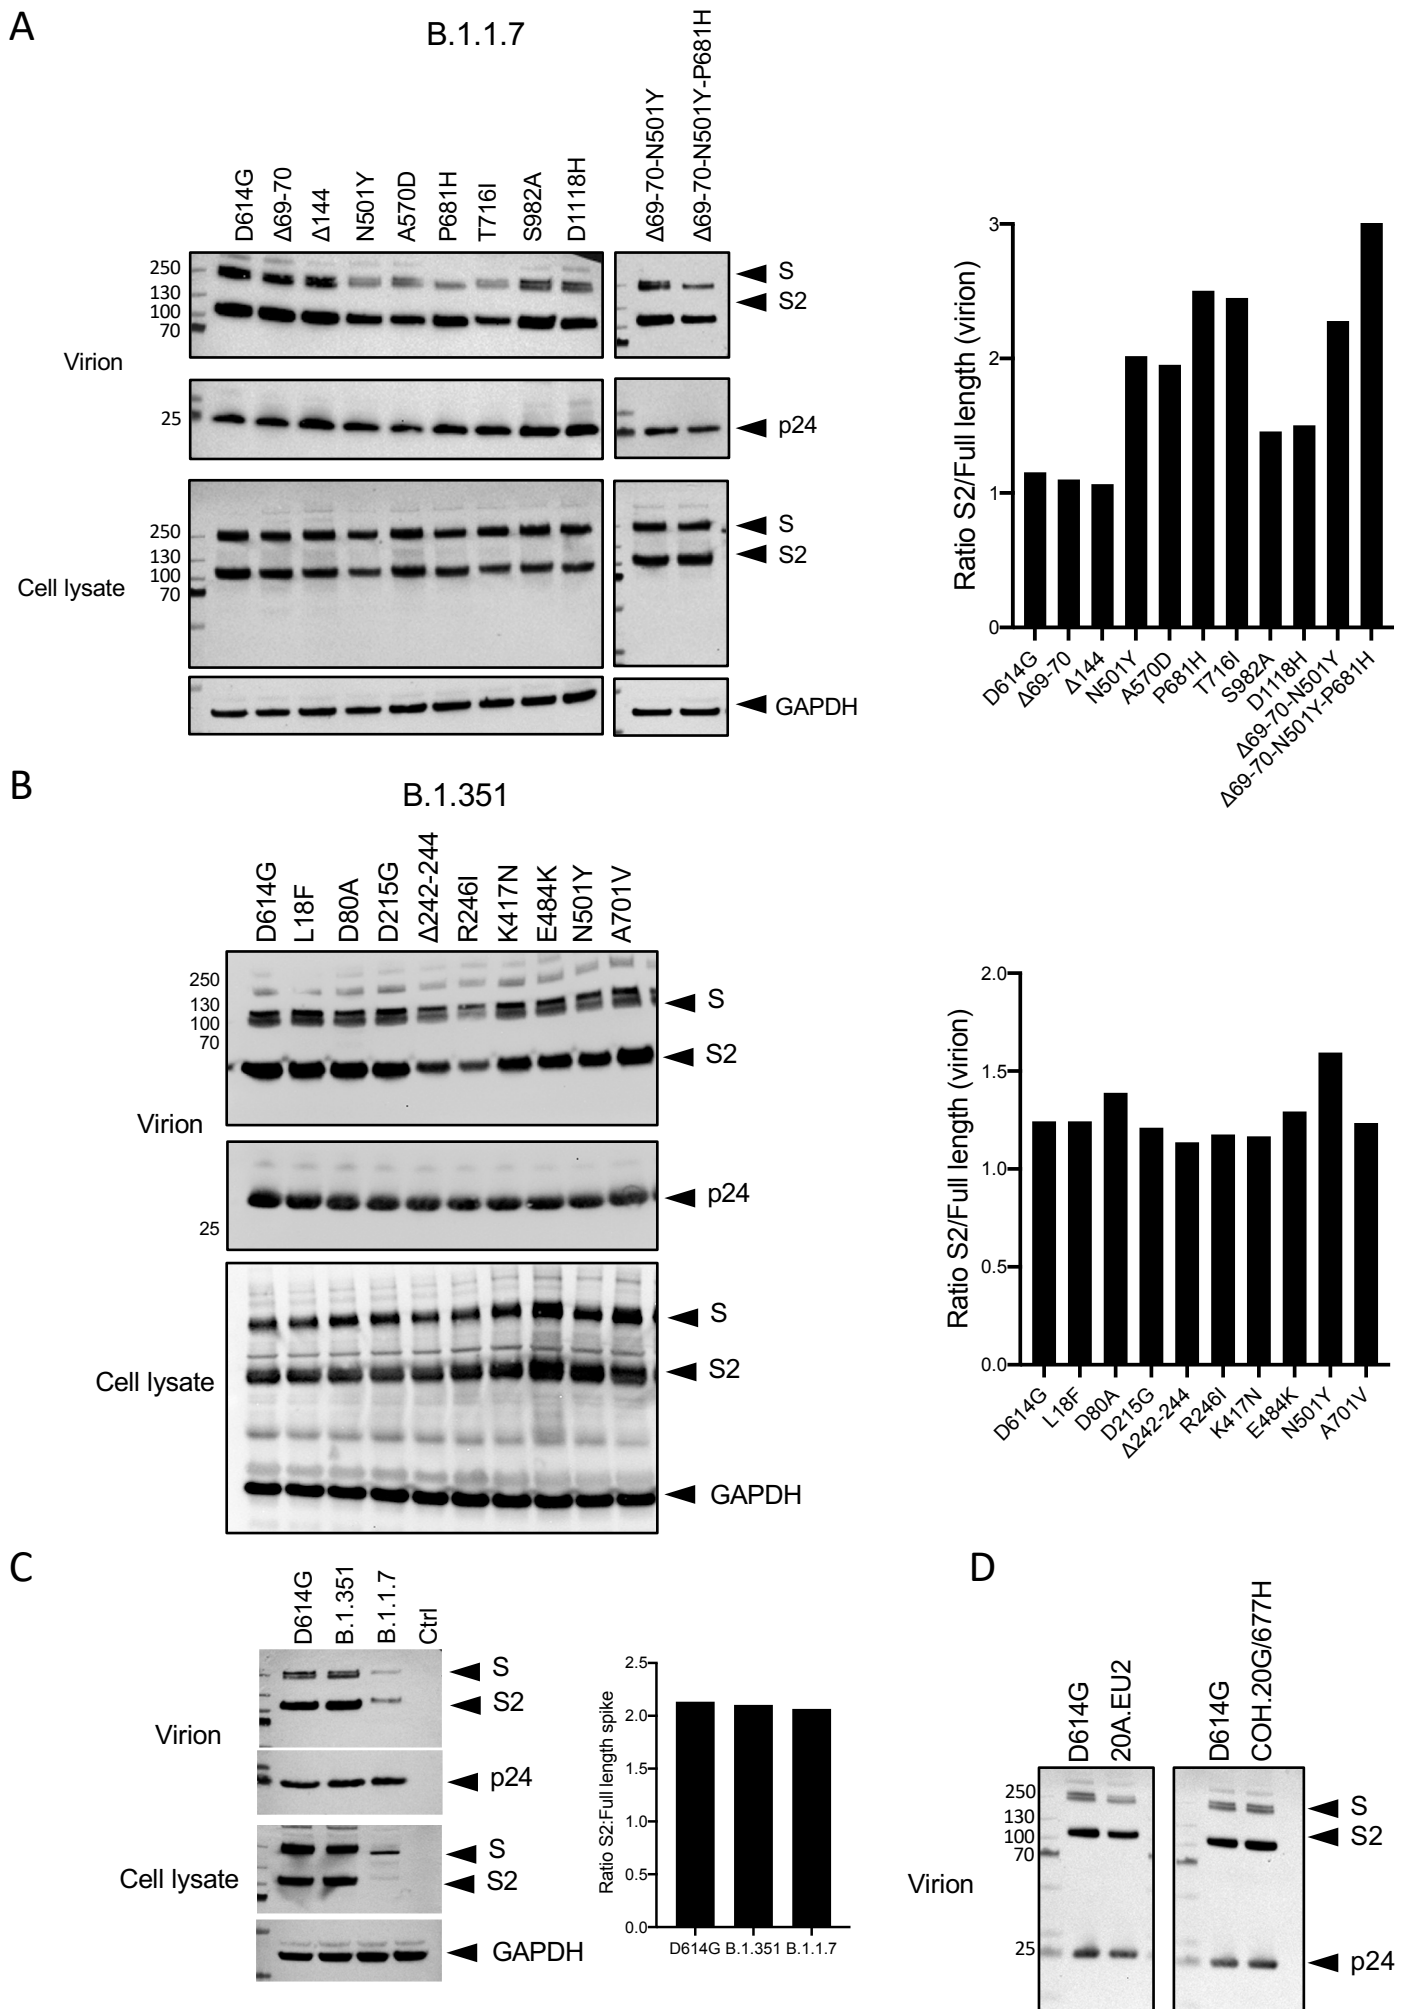 A
B.1.1.7
D614G
Δ69-70
Δ144
N501Y
A570D
P681H
T716I
S982A
D1118H
Δ69-70-N501Y
Δ69-70-N501Y-P681H
250
130
100
70
S
S2
Virion
25
p24
250
130
100
70
S
S2
Cell lysate
GAPDH
Ratio S2/Full length (virion)
3
2
1
0
D614G
Δ69-70
Δ144
N501Y
A570D
P681H
T716I
S982A
D1118H
Δ69-70-N501Y
Δ69-70-N501Y-P681H
B
B.1.351
D614G
L18F
D80A
D215G
Δ242-244
R246I
K417N
E484K
N501Y
A701V
250
130
100
70
S
S2
Virion
p24
25
S
S2
Cell lysate
GAPDH
Ratio S2/Full length (virion)
2.0
1.5
1.0
0.5
0.0
D614G
L18F
D80A
D215G
Δ242-244
R246I
K417N
E484K
N501Y
A701V
C
D614G
B.1.351
B.1.1.7
Ctrl
S
S2
Virion
p24
S
S2
Cell lysate
GAPDH
Ratio S2:Full length spike
2.5
2.0
1.5
1.0
0.5
0.0
D614G B.1.351 B.1.1.7
D
D614G
20A.EU2
D614G
COH.20G/677H
250
130
100
70
S
S2
Virion
25
p24